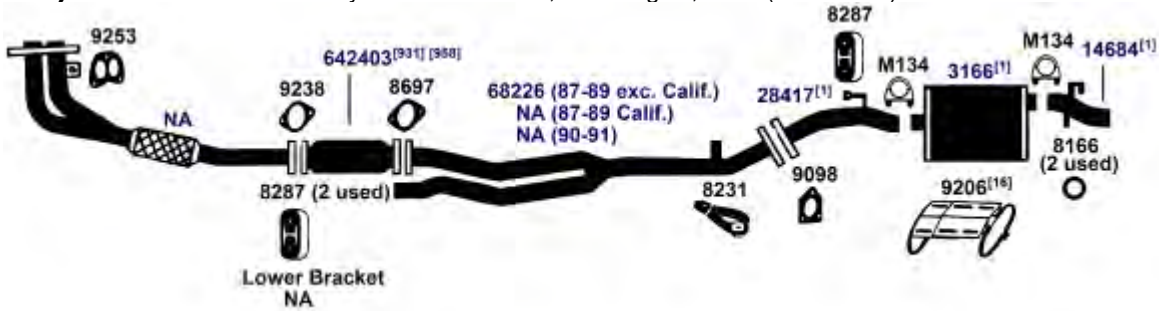 9253
642403[931] [958]
9238
8697
NA
8287 (2 used)
Lower Bracket
NA
68226 (87-89 exc. Calif.)
NA (87-89 Calif.)
NA (90-91)
8231
28417[1]
9098
8287
M134
3166[1]
M134
14684[1]
8166
(2 used)
9206[16]